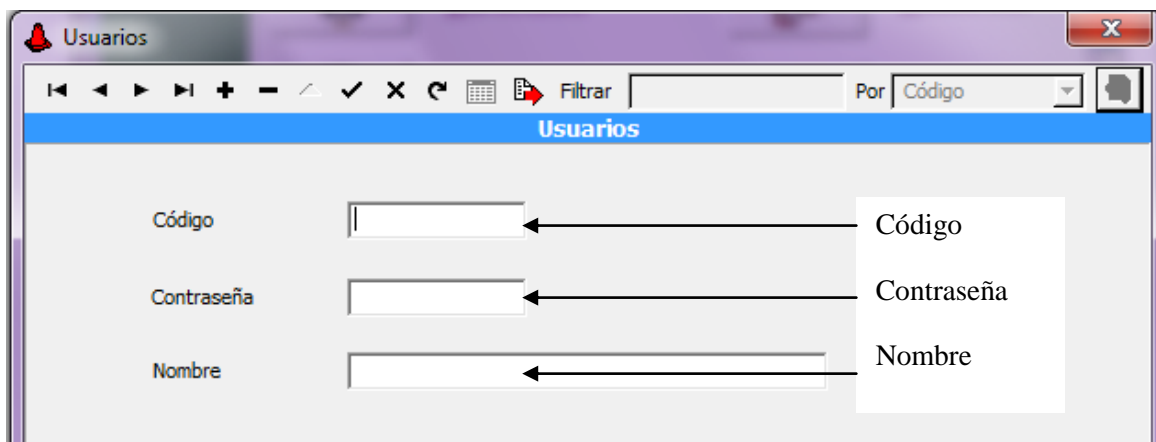 Usuarios
Filtrar Por Código
Usuarios
Código Código
Contraseña Contraseña
Nombre Nombre